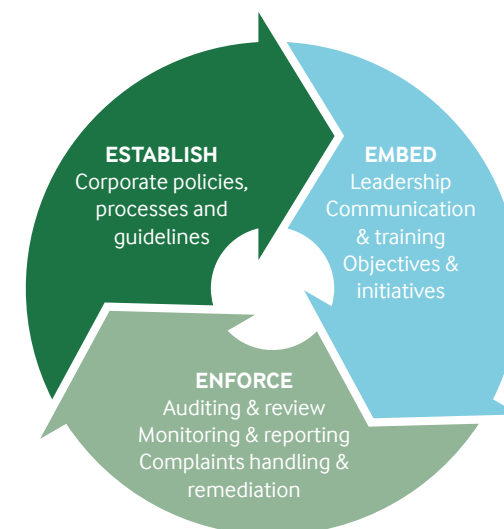 ESTABLISH
Corporate policies,
processes and
guidelines
EMBED
Leadership
Communication
& training
Objectives &
initiatives
ENFORCE
Auditing & review
Monitoring & reporting
Complaints handling &
remediation